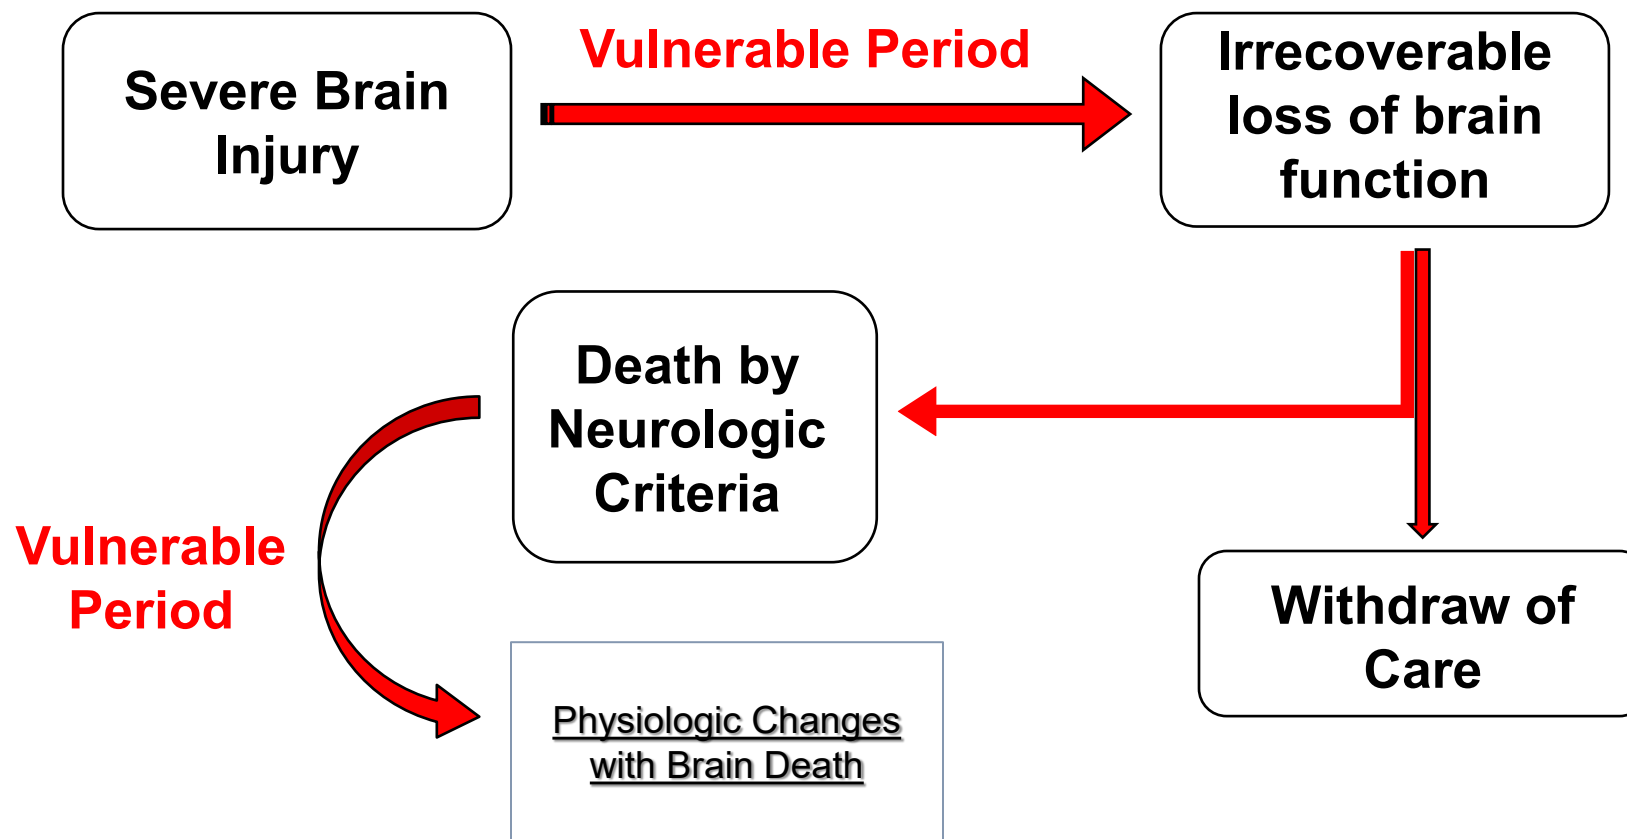 Severe Brain
Injury
Vulnerable Period
Irrecoverable
loss of brain
function
Death by
Neurologic
Criteria
Vulnerable
Period
Withdraw of
Care
Physiologic Changes
with Brain Death